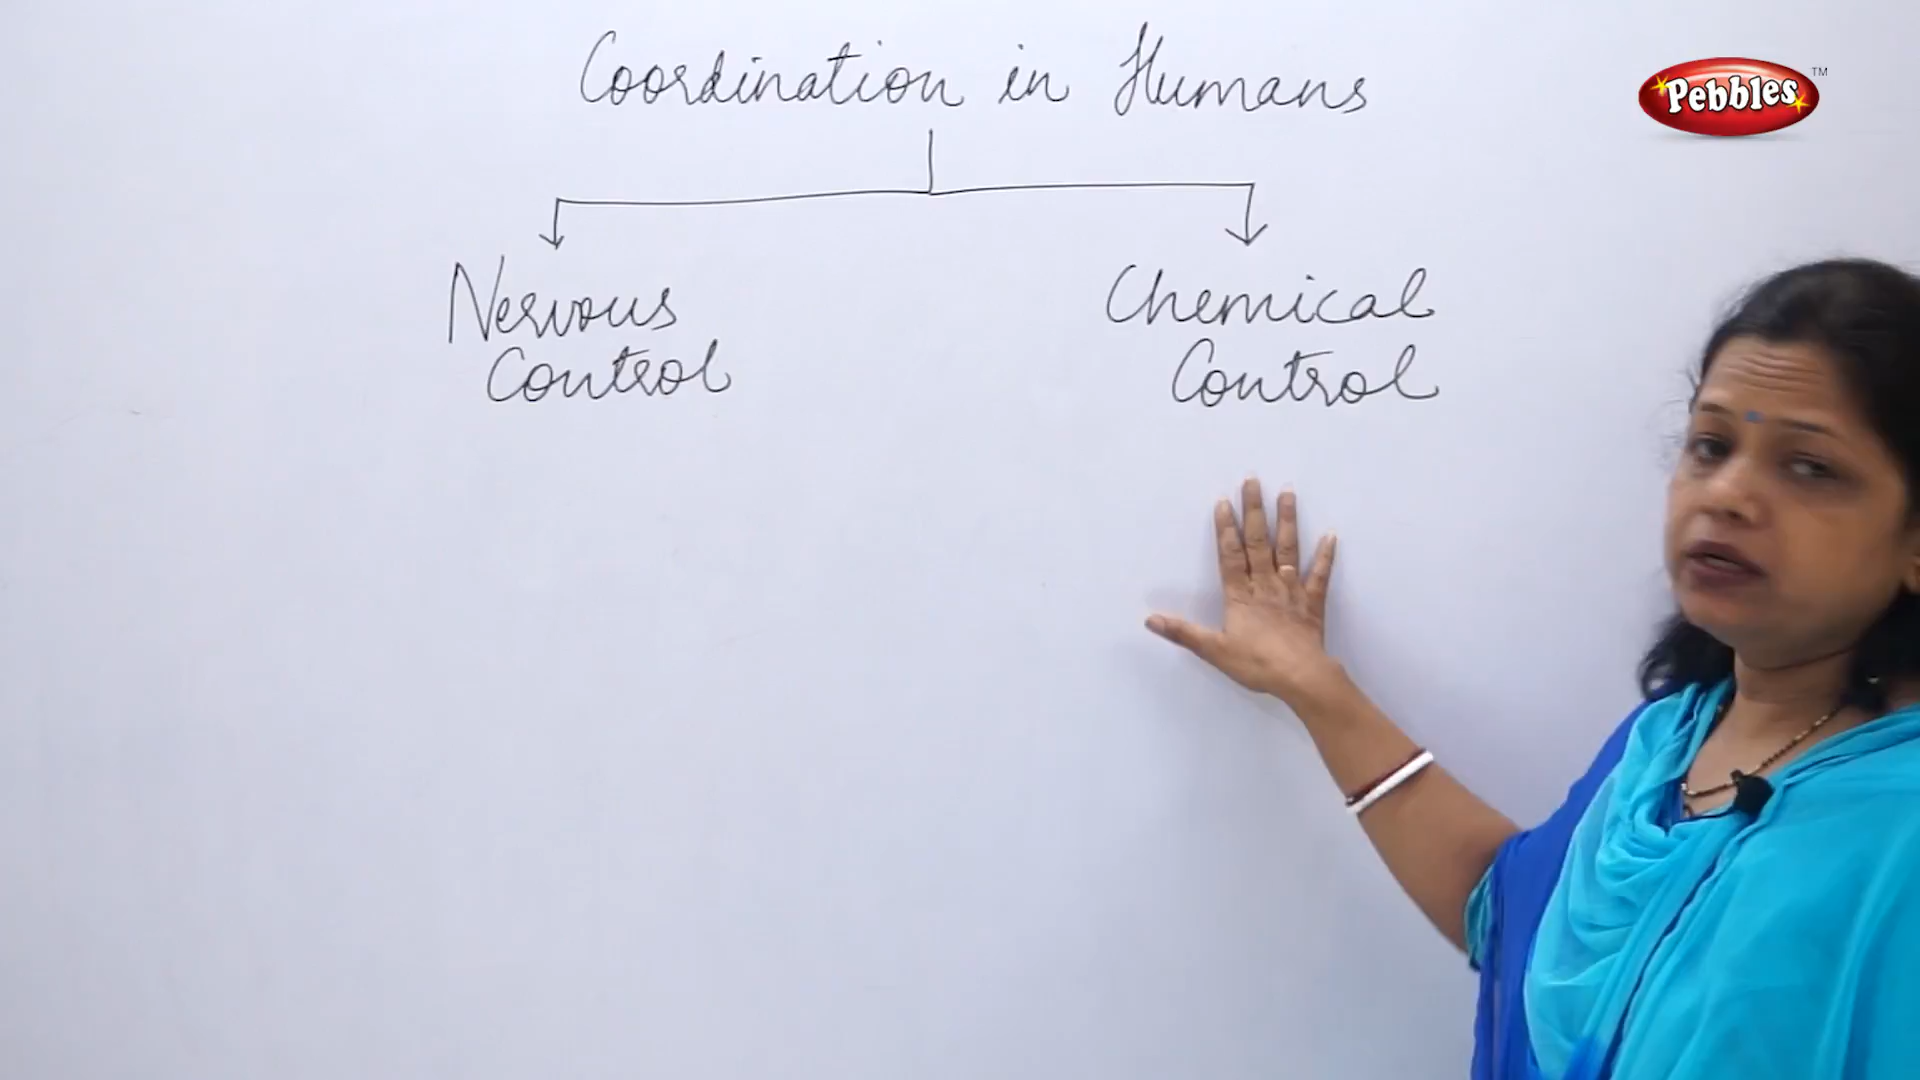 Coordination in Humans
Pebbles TM
Nervous
Control
Chemical
Control